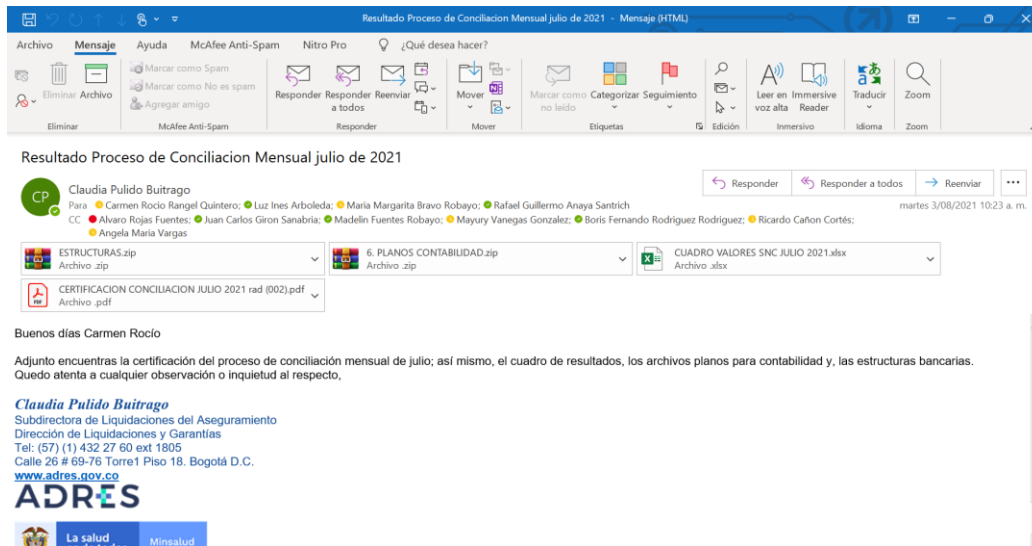 Resultado Proceso de Conciliacion Mensual julio de 2021 - Mensaje (HTML)
Archivo Mensaje Ayuda McAfee Anti-Spam Nitro Pro ¿Qué desea hacer?
Eliminar Archivo
Marcar como Spam
Marcar como No es spam
Agregar amigo
Responder Responder a todos Reenviar
Mover
Marcar como no leído Categorizar Seguimiento
Leer en voz alta Immersive Reader
Traducir
Zoom
Eliminar McAfee Anti-Spam Responder Mover Etiquetas Edición Inmersivo Idioma Zoom
Resultado Proceso de Conciliacion Mensual julio de 2021
CP
Claudia Pulido Buitrago
Responder Responder a todos Reenviar
Para Carmen Rocio Rangel Quintero; Luz Ines Arboleda; Maria Margarita Bravo Robayo; Rafael Guillermo Anaya Santrich
martes 3/08/2021 10:23 a. m.
CC Alvaro Rojas Fuentes; Juan Carlos Giron Sanabria; Madelin Fuentes Robayo; Mayury Vanegas Gonzalez; Boris Fernando Rodriguez Rodriguez; Ricardo Cañon Cortés;
Angela Maria Vargas
ESTRUCTURAS.zip
Archivo .zip
6. PLANOS CONTABILIDAD.zip
Archivo .zip
CUADRO VALORES SNC JULIO 2021.xlsx
Archivo .xlsx
CERTIFICACION CONCILIACION JULIO 2021 rad (002).pdf
Archivo .pdf
Buenos días Carmen Rocío
Adjunto encuentras la certificación del proceso de conciliación mensual de julio; así mismo, el cuadro de resultados, los archivos planos para contabilidad y, las estructuras bancarias.
Quedo atenta a cualquier observación o inquietud al respecto,
Claudia Pulido Buitrago
Subdirectora de Liquidaciones del Aseguramiento
Dirección de Liquidaciones y Garantías
Tel: (57) (1) 432 27 60 ext 1805
Calle 26 # 69-76 Torre1 Piso 18. Bogotá D.C.
www.adres.gov.co
ADRES
La salud
Minsalud